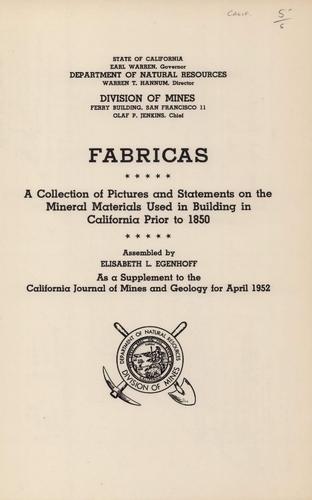 CALIF.
5
6
STATE OF CALIFORNIA
EARL WARREN, Governor
DEPARTMENT OF NATURAL RESOURCES
WARREN T. HANNUM, Director
DIVISION OF MINES
FERRY BUILDING, SAN FRANCISCO 11
OLAF P. JENKINS, Chief
FABRICAS
* * * * *
A Collection of Pictures and Statements on the
Mineral Materials Used in Building in
California Prior to 1850
* * * * *
Assembled by
ELISABETH L. EGENHOFF
As a Supplement to the
California Journal of Mines and Geology for April 1952
DEPARTMENT OF NATURAL RESOURCES
DIVISION OF MINES